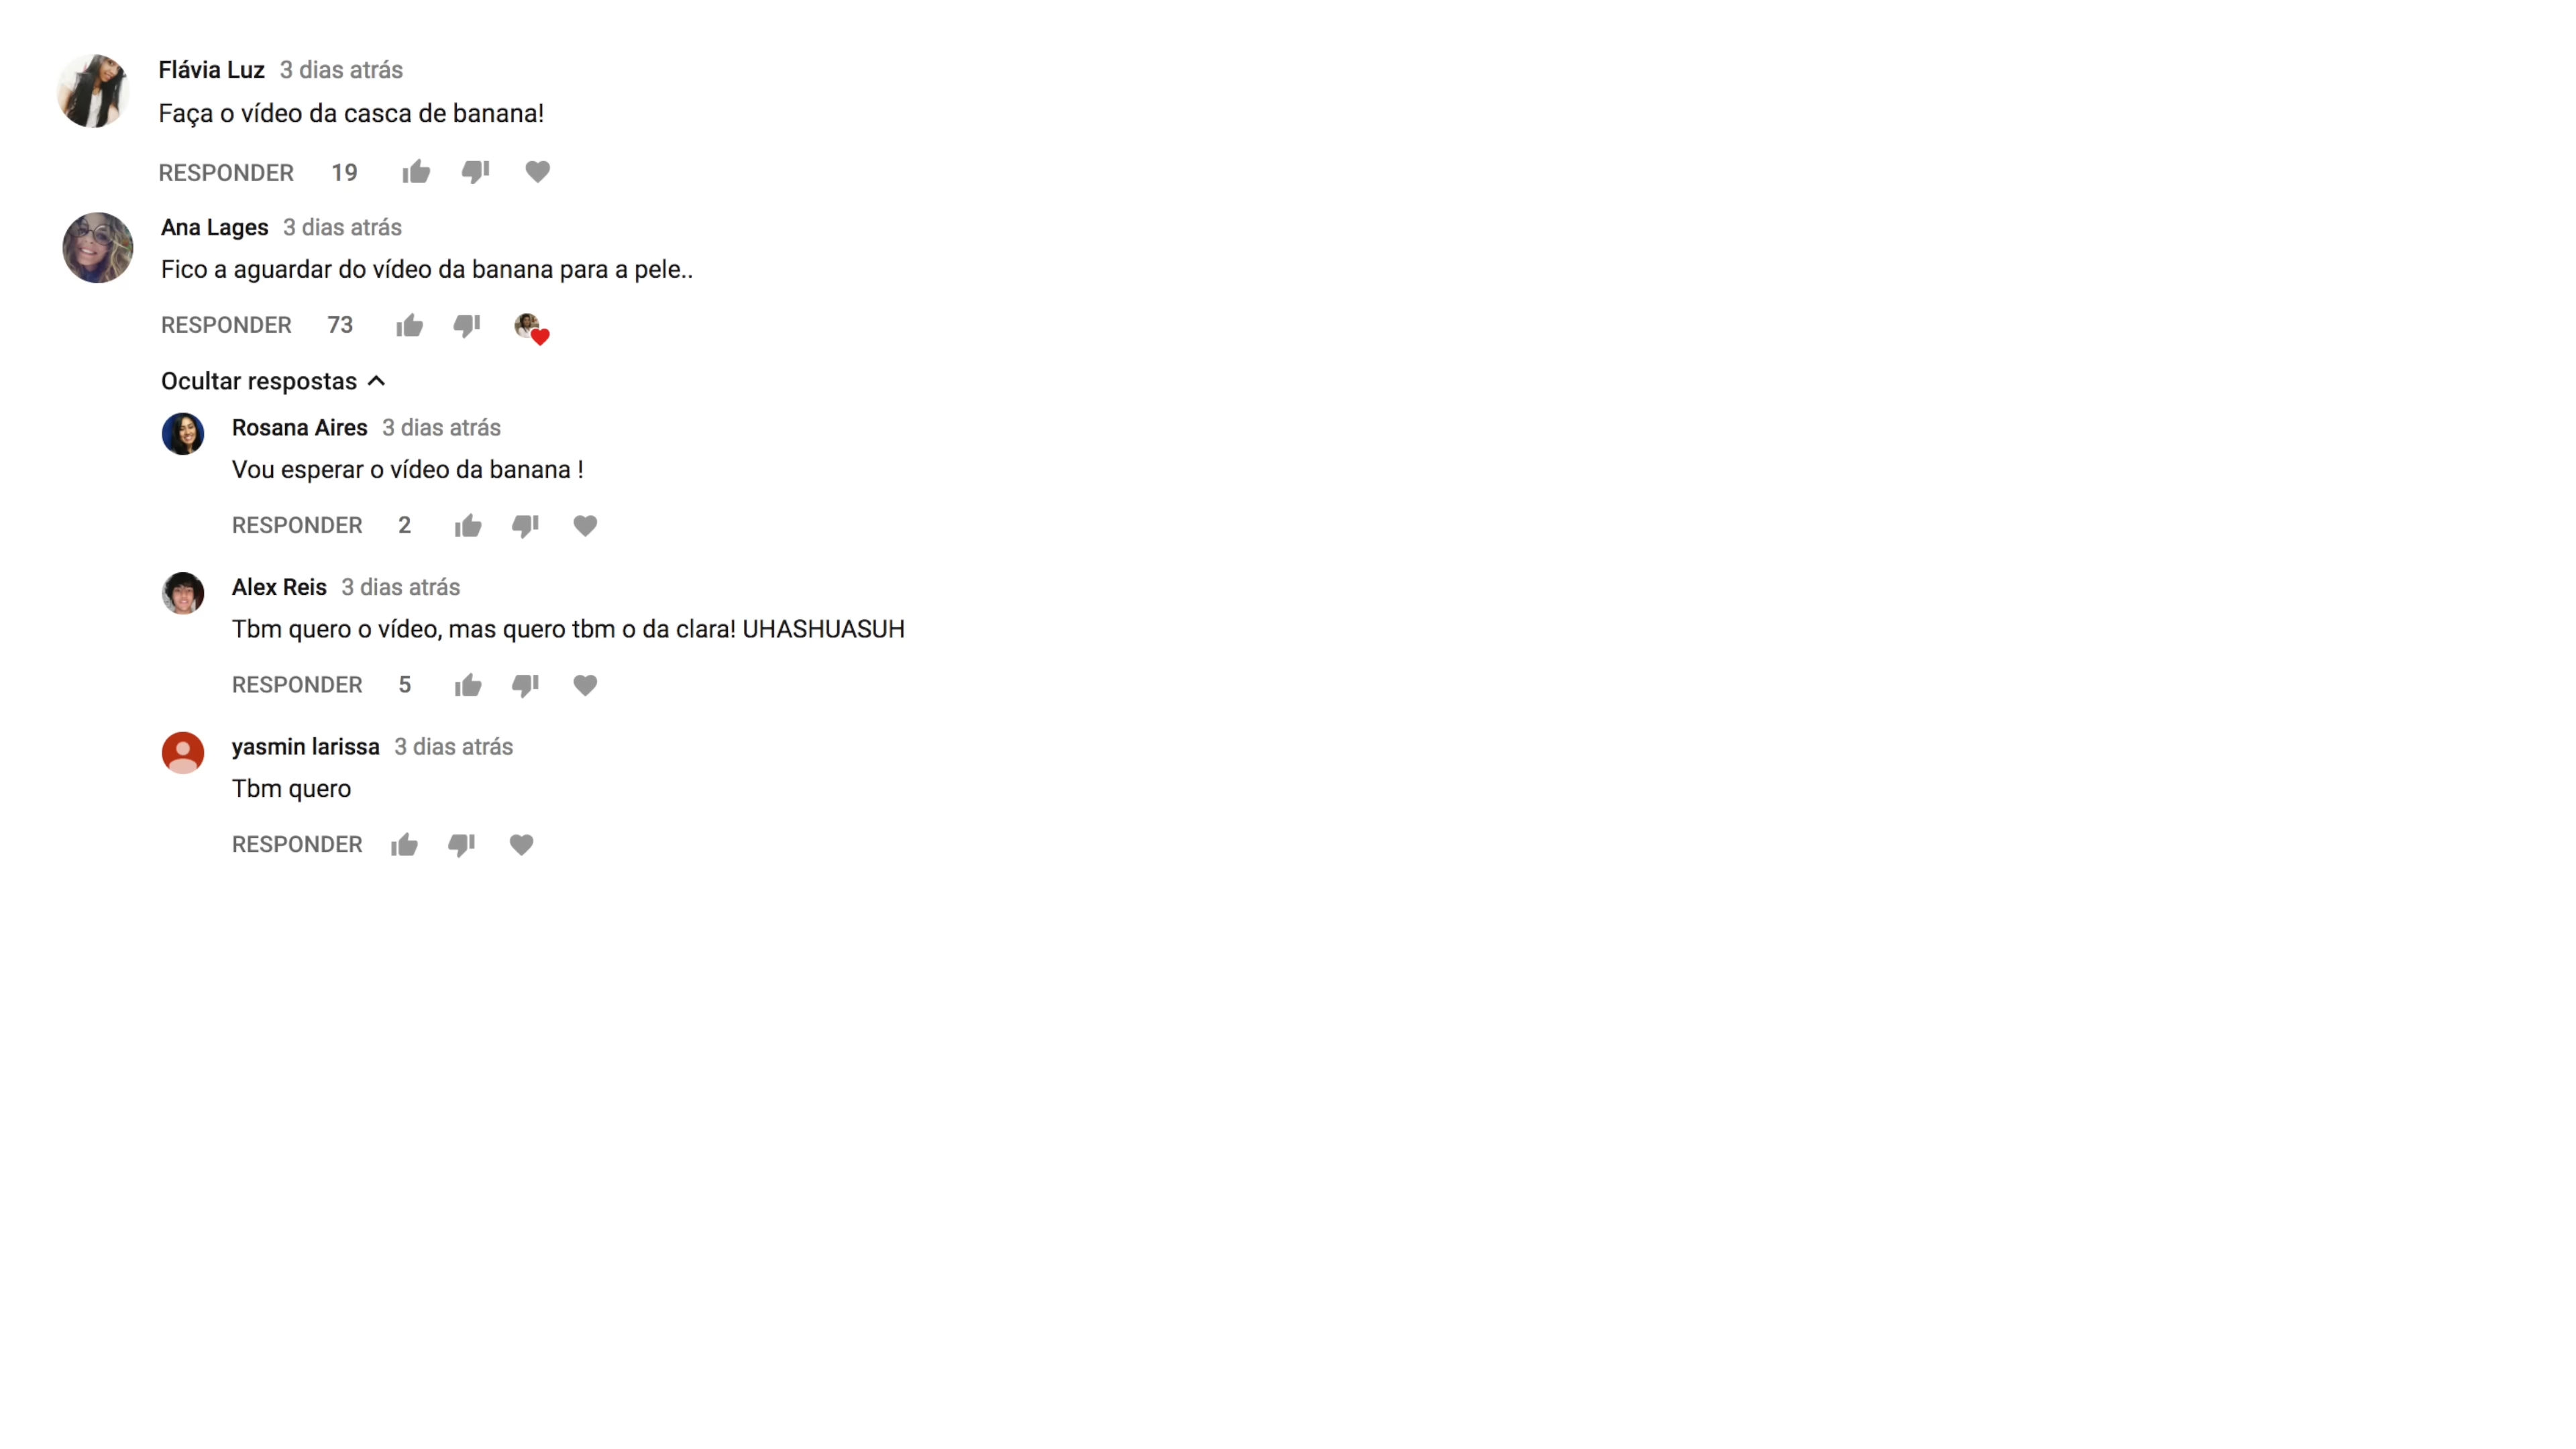 Flávia Luz 3 dias atrás
Faça o vídeo da casca de banana!
RESPONDER 19
Ana Lages 3 dias atrás
Fico a aguardar do vídeo da banana para a pele..
RESPONDER 73
Ocultar respostas
Rosana Aires 3 dias atrás
Vou esperar o vídeo da banana !
RESPONDER 2
Alex Reis 3 dias atrás
Tbm quero o vídeo, mas quero tbm o da clara! UHASHUASUH
RESPONDER 5
yasmin larissa 3 dias atrás
Tbm quero
RESPONDER